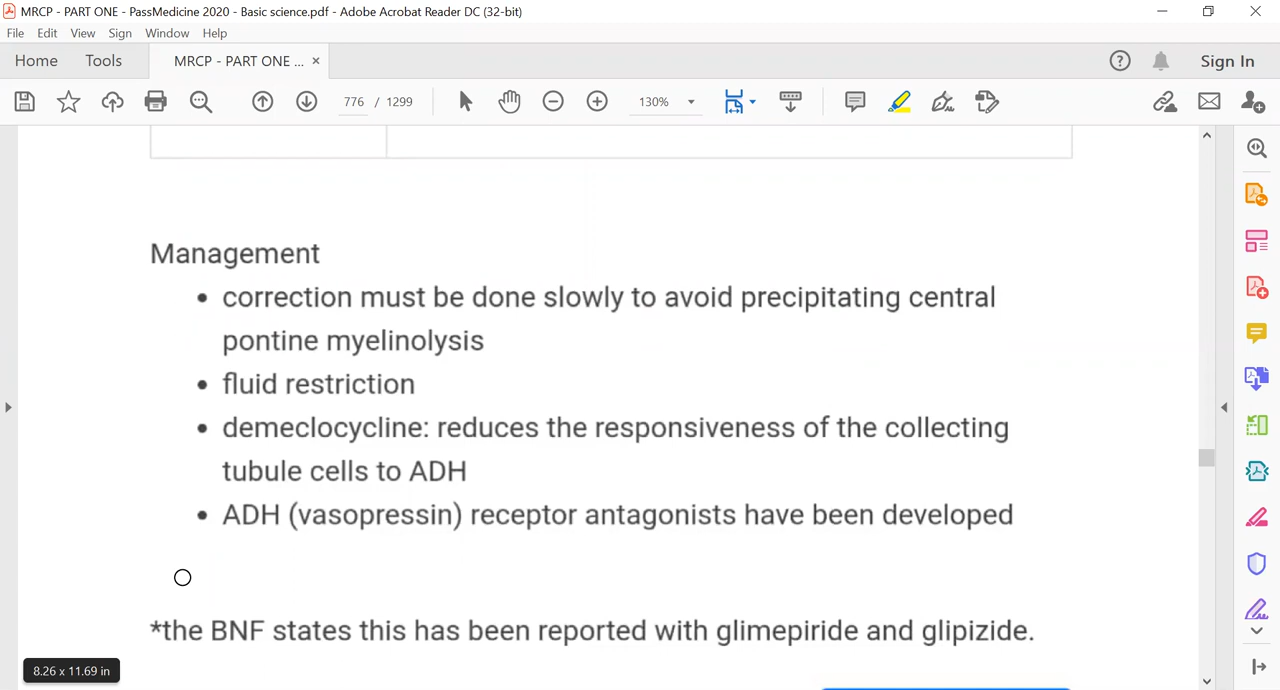 MRCP - PART ONE - PassMedicine 2020 - Basic science.pdf - Adobe Acrobat Reader DC (32-bit)
File Edit View Sign Window Help
Home Tools MRCP - PART ONE ... × Sign In
776 / 1299 130%
Management
• correction must be done slowly to avoid precipitating central
pontine myelinolysis
• fluid restriction
• demeclocycline: reduces the responsiveness of the collecting
tubule cells to ADH
• ADH (vasopressin) receptor antagonists have been developed
*the BNF states this has been reported with glimepiride and glipizide.
8.26 x 11.69 in